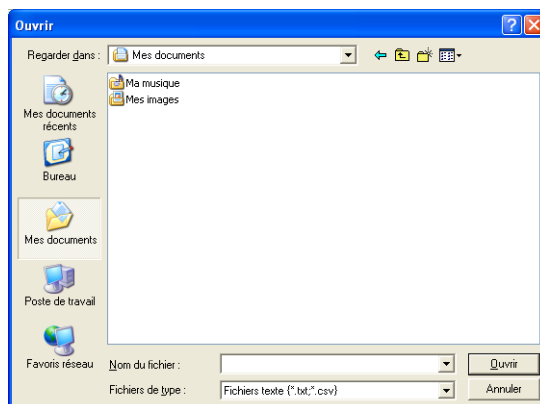 Ouvrir
Regarder dans :
Mes documents
Ma musique
Mes images
Mes documents
récents
Bureau
Mes documents
Poste de travail
Favoris réseau
Nom du fichier :
Ouvrir
Fichiers de type :
Fichiers texte {*.txt;*.csv}
Annuler